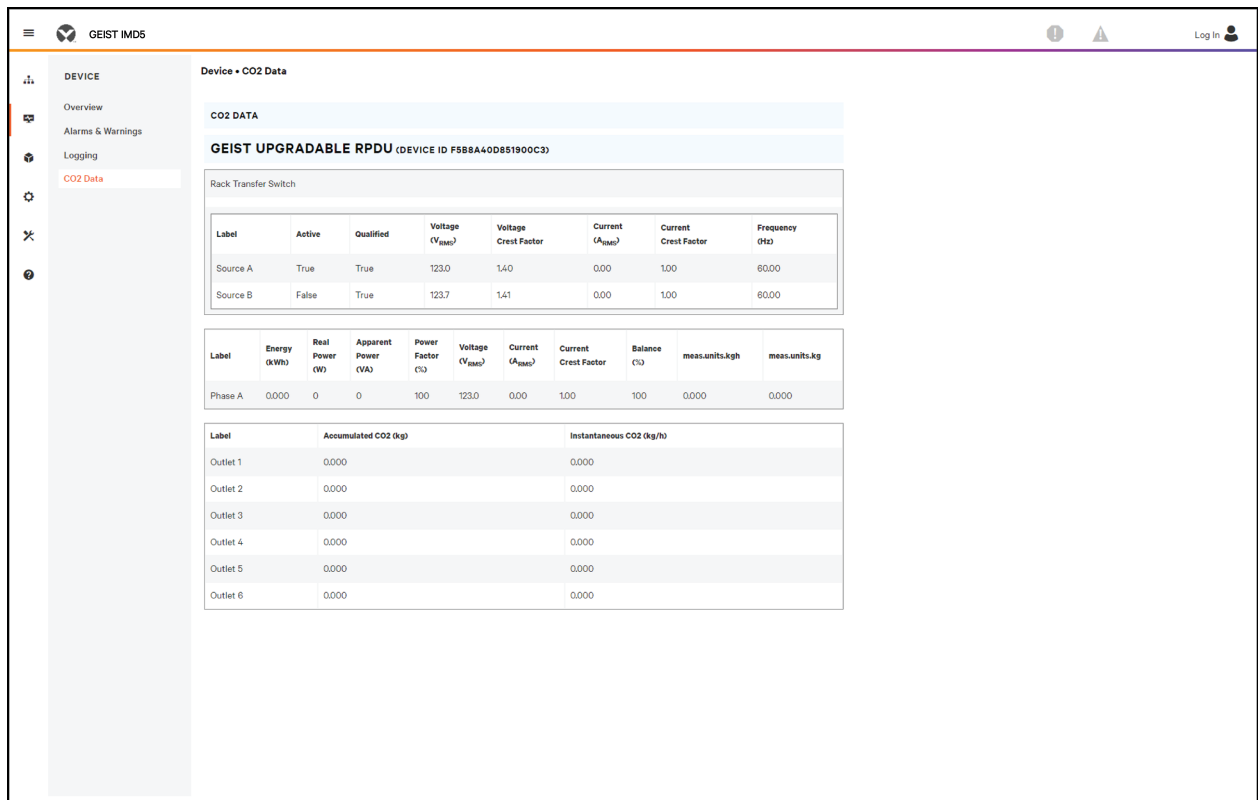 GEIST IMD5
Log In
DEVICE
Overview
Alarms & Warnings
Logging
CO2 Data
Device • CO2 Data
CO2 DATA
GEIST UPGRADABLE RPDU (DEVICE ID F5B8A40D851900C3)
Rack Transfer Switch
Label Active Qualified Voltage (VRMS) Voltage Crest Factor Current (ARMS) Current Crest Factor Frequency (Hz)
Source A True True 123.0 1.40 0.00 1.00 60.00
Source B False True 123.7 1.41 0.00 1.00 60.00
Label Energy (kWh) Real Power (W) Apparent Power (VA) Power Factor (%) Voltage (VRMS) Current (ARMS) Current Crest Factor Balance (%) meas.units.kgh meas.units.kg
Phase A 0.000 0 0 100 123.0 0.00 1.00 100 0.000 0.000
Label Accumulated CO2 (kg) Instantaneous CO2 (kg/h)
Outlet 1 0.000 0.000
Outlet 2 0.000 0.000
Outlet 3 0.000 0.000
Outlet 4 0.000 0.000
Outlet 5 0.000 0.000
Outlet 6 0.000 0.000